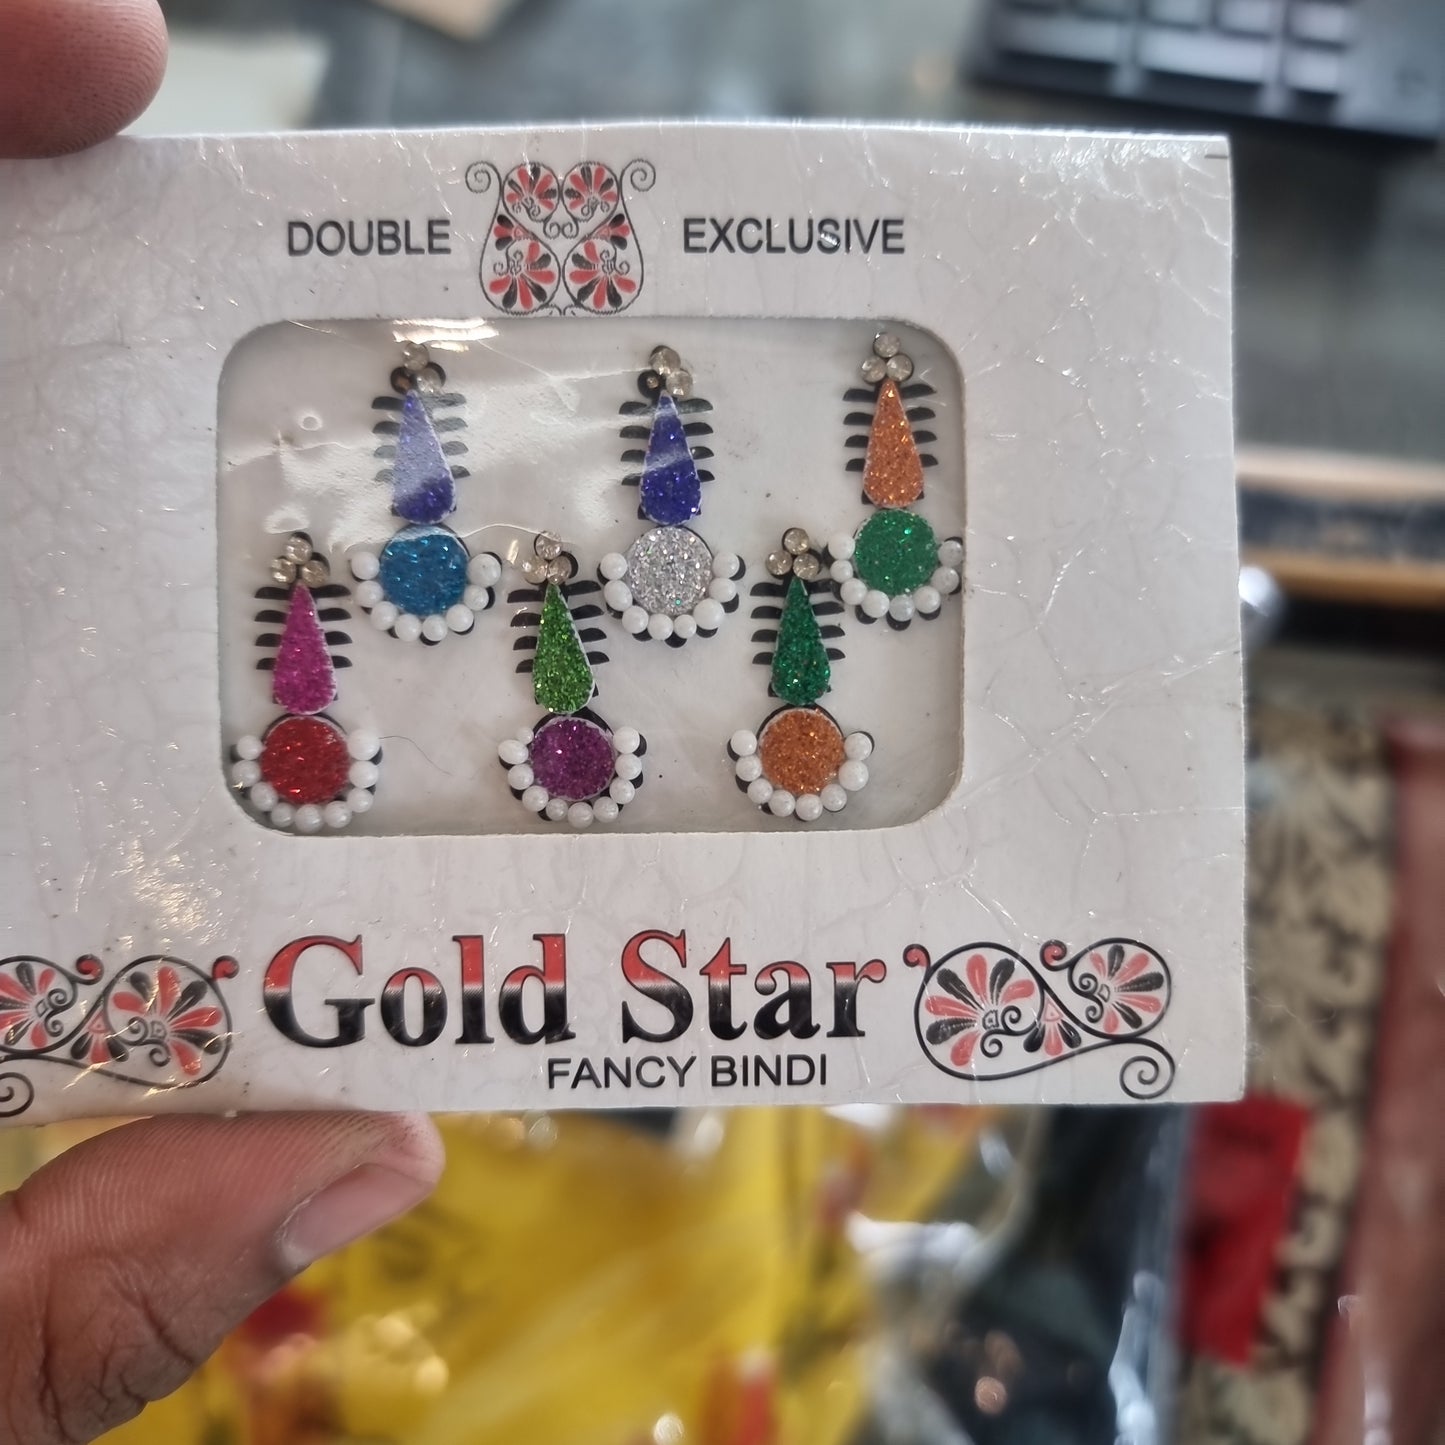 DOUBLE EXCLUSIVE
Gold Star
FANCY BINDI